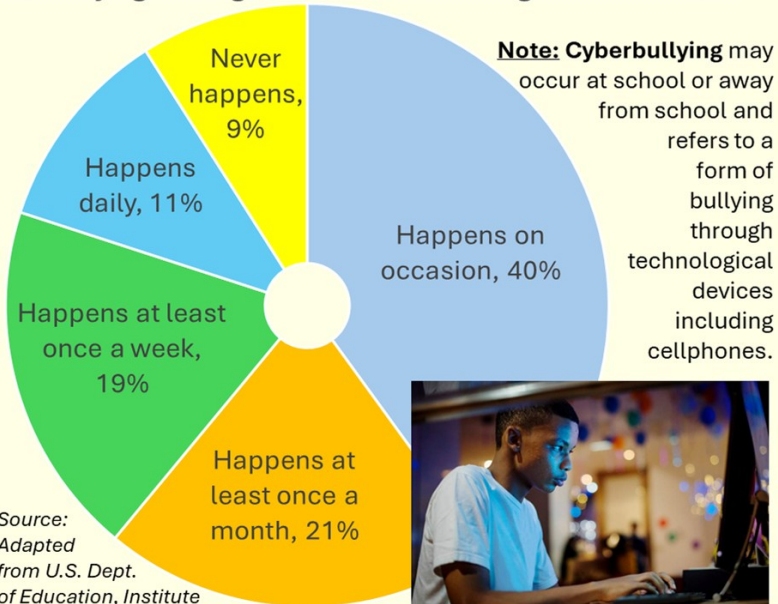 Never
happens,
9%
Note: Cyberbullying may
occur at school or away
from school and
refers to a
form of
bullying
through
technological
devices
including
cellphones.
Happens
daily, 11%
Happens on
occasion, 40%
Happens at least
once a week,
19%
Happens at
least once a
month, 21%
Source:
Adapted
from U.S. Dept.
of Education, Institute